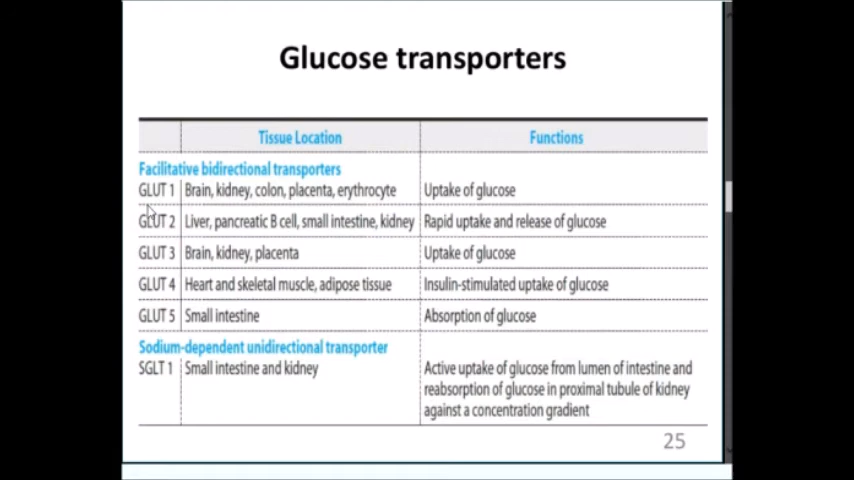 Glucose transporters
Tissue Location Functions
Facilitative bidirectional transporters
GLUT 1 Brain, kidney, colon, placenta, erythrocyte Uptake of glucose
GLUT 2 Liver, pancreatic B cell, small intestine, kidney Rapid uptake and release of glucose
GLUT 3 Brain, kidney, placenta Uptake of glucose
GLUT 4 Heart and skeletal muscle, adipose tissue Insulin-stimulated uptake of glucose
GLUT 5 Small intestine Absorption of glucose
Sodium-dependent unidirectional transporter
SGLT 1 Small intestine and kidney Active uptake of glucose from lumen of intestine and
reabsorption of glucose in proximal tubule of kidney
against a concentration gradient
25